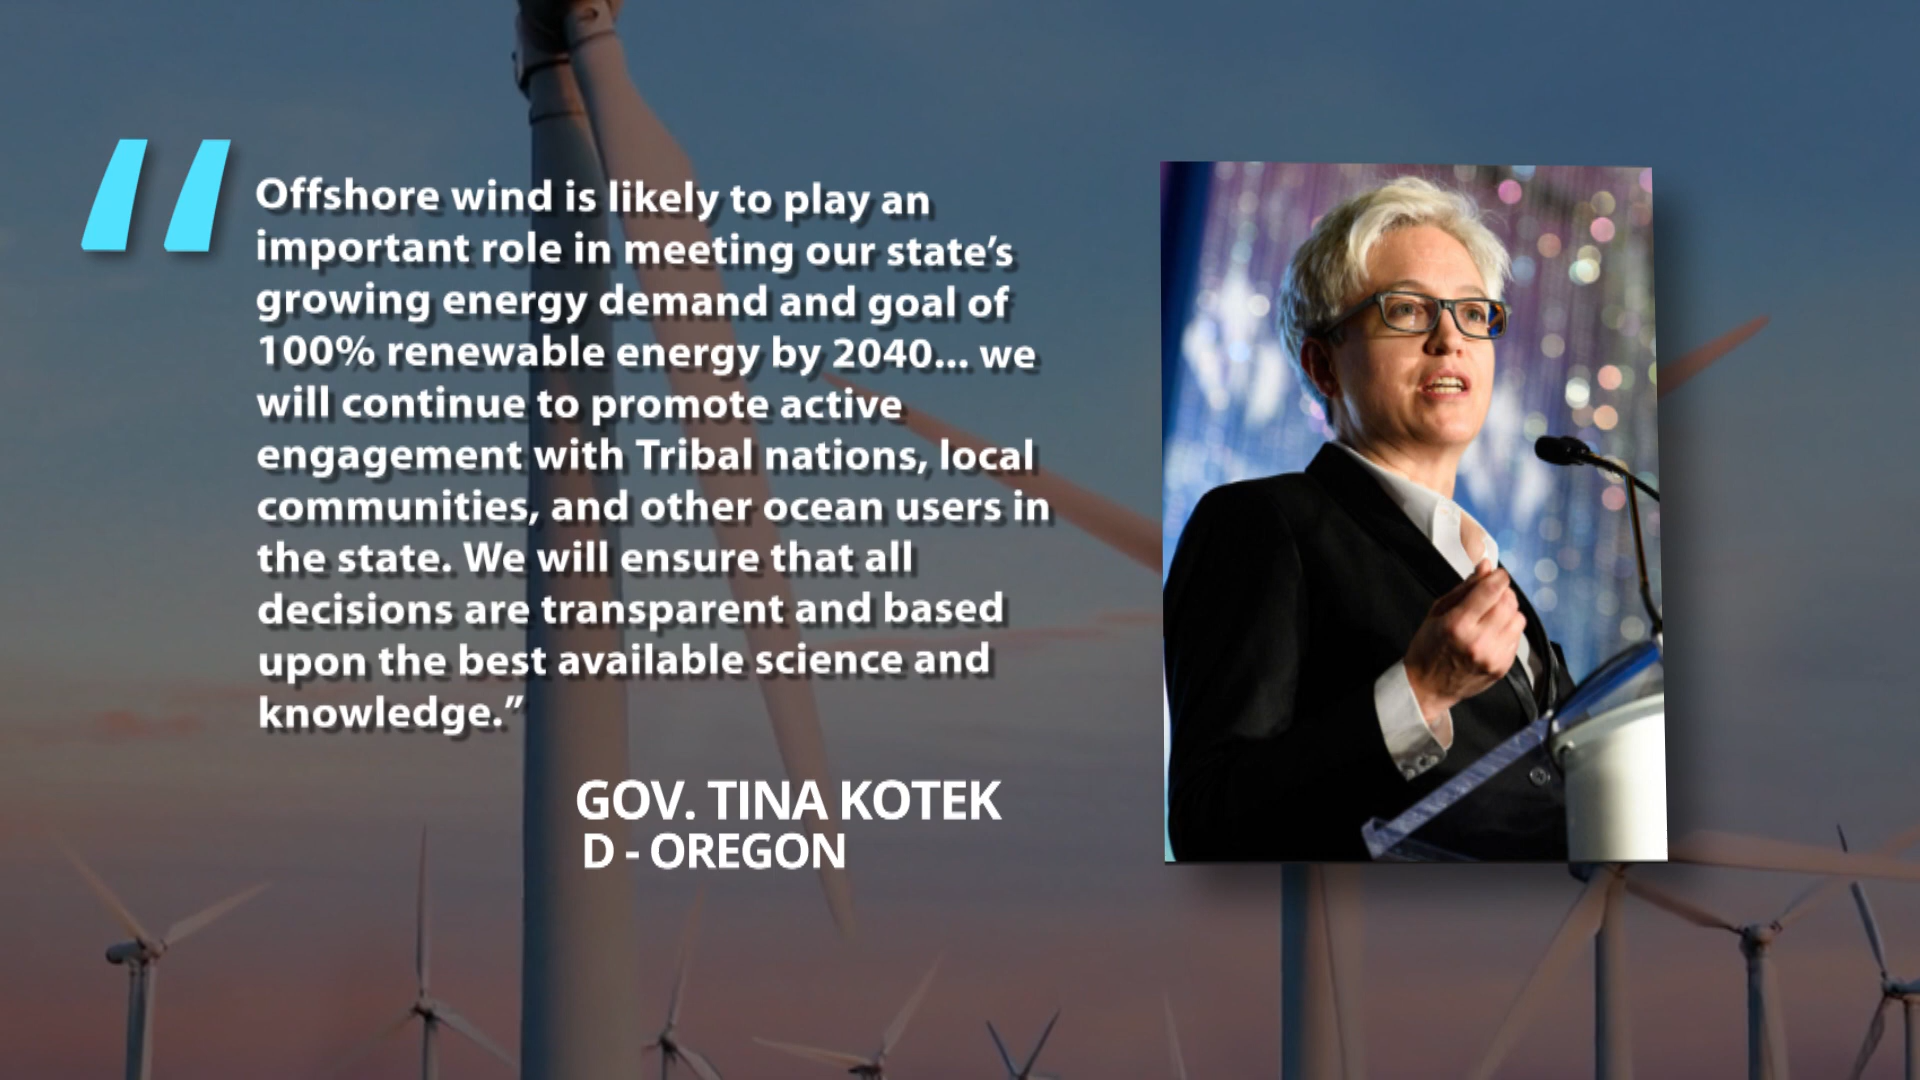 “Offshore wind is likely to play an
important role in meeting our state’s
growing energy demand and goal of
100% renewable energy by 2040... we
will continue to promote active
engagement with Tribal nations, local
communities, and other ocean users in
the state. We will ensure that all
decisions are transparent and based
upon the best available science and
knowledge.”
GOV. TINA KOTEK
D - OREGON